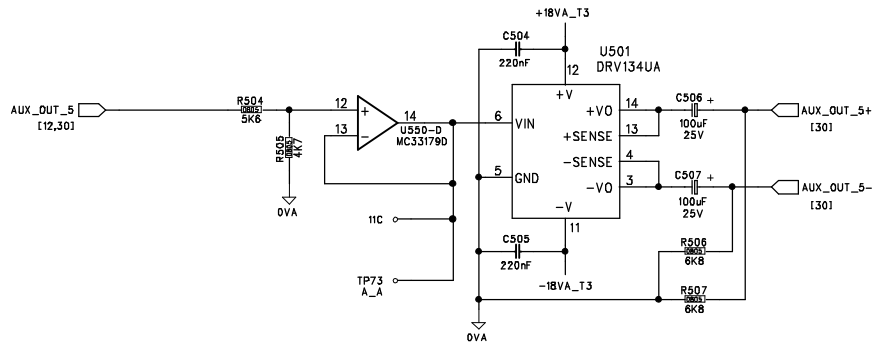 +18VA_T3
C504
220nF
U501
DRV134UA
12
+V
AUX_OUT_5
[12,30]
R504
0805
5K6
12
13
14
U550-D
MC33179D
R505
0805
4K7
0VA
6
VIN
5
GND
+VO
14
+SENSE
13
-SENSE
4
-VO
3
-V
11
C506
+
100uF
25V
C507
+
100uF
25V
AUX_OUT_5+
[30]
AUX_OUT_5-
[30]
11C
TP73
A_A
C505
220nF
-18VA_T3
R506
0805
6K8
R507
0805
6K8
0VA